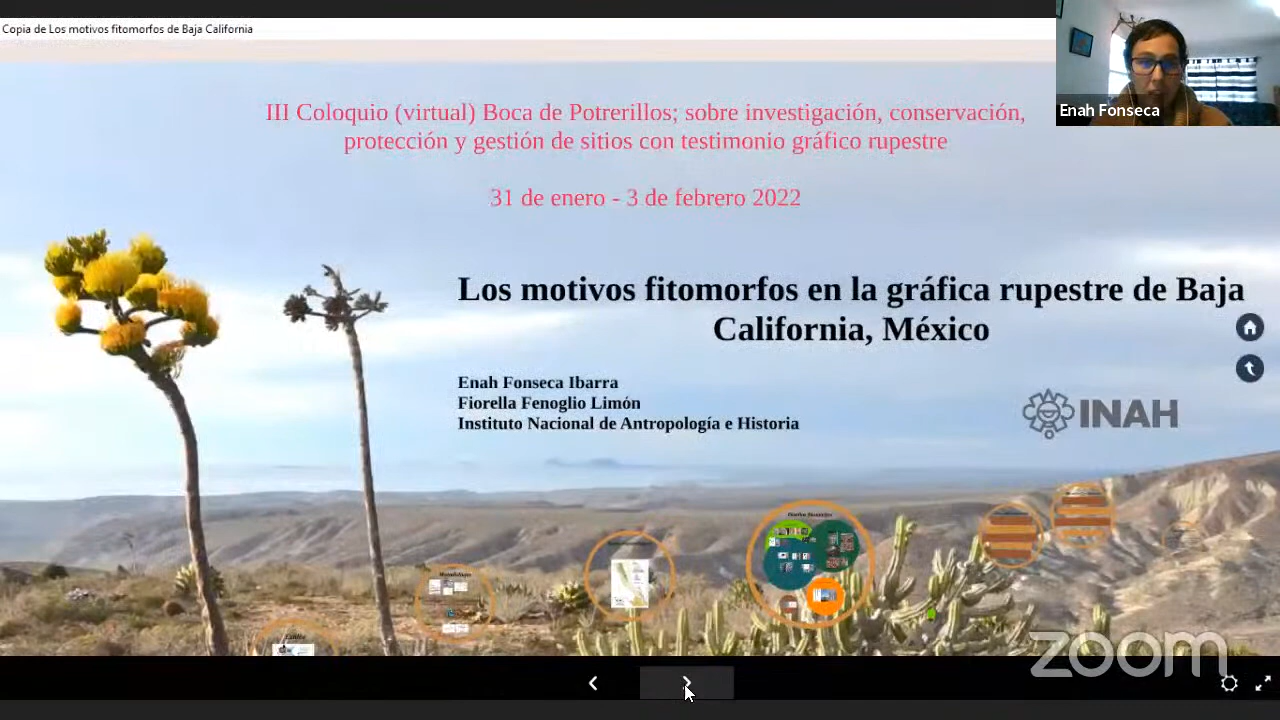 Copia de Los motivos fitomorfos de Baja California
Enah Fonseca
III Coloquio (virtual) Boca de Potrerillos; sobre investigación, conservación,
protección y gestión de sitios con testimonio gráfico rupestre
31 de enero - 3 de febrero 2022
Los motivos fitomorfos en la gráfica rupestre de Baja
California, México
Enah Fonseca Ibarra
Fiorella Fenoglio Limón
Instituto Nacional de Antropología e Historia
INAH
zoom